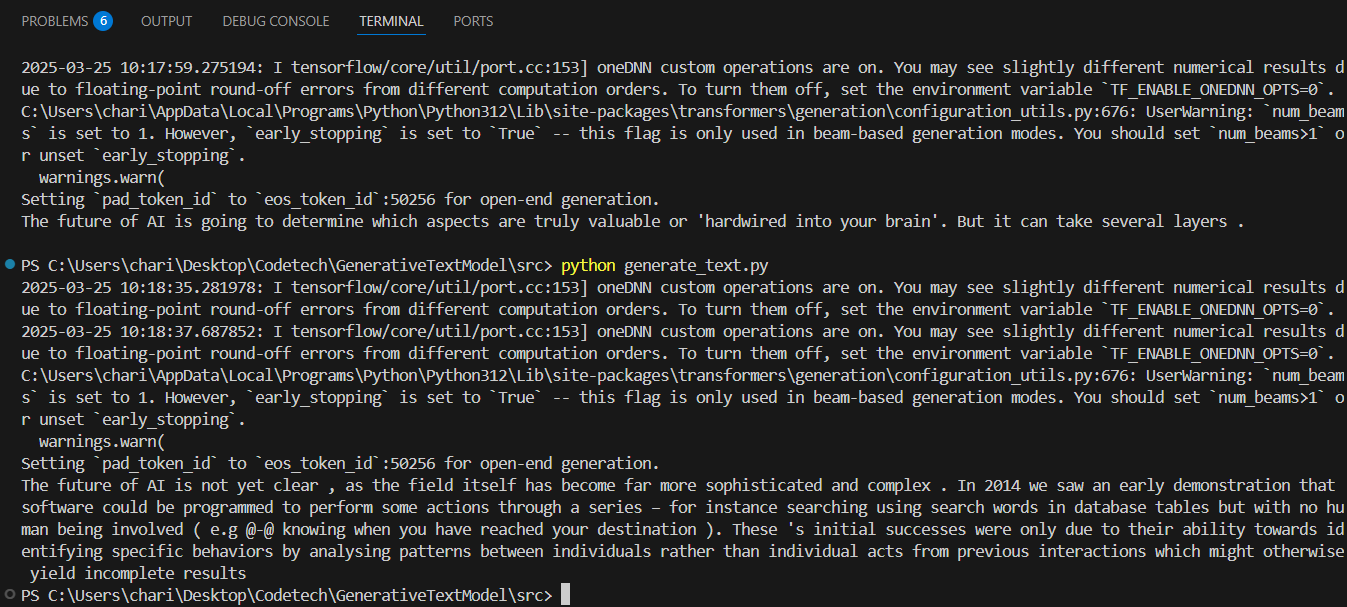 PROBLEMS 6 OUTPUT DEBUG CONSOLE TERMINAL PORTS
2025-03-25 10:17:59.275194: I tensorflow/core/util/port.cc:153] oneDNN custom operations are on. You may see slightly different numerical results d
ue to floating-point round-off errors from different computation orders. To turn them off, set the environment variable `TF_ENABLE_ONEDNN_OPTS=0`.
C:\Users\chari\AppData\Local\Programs\Python\Python312\Lib\site-packages\transformers\generation\configuration_utils.py:676: UserWarning: `num_beam
s` is set to 1. However, `early_stopping` is set to `True` -- this flag is only used in beam-based generation modes. You should set `num_beams>1` o
r unset `early_stopping`.
  warnings.warn(
Setting `pad_token_id` to `eos_token_id`:50256 for open-end generation.
The future of AI is going to determine which aspects are truly valuable or 'hardwired into your brain'. But it can take several layers .
PS C:\Users\chari\Desktop\Codetech\GenerativeTextModel\src> python generate_text.py
2025-03-25 10:18:35.281978: I tensorflow/core/util/port.cc:153] oneDNN custom operations are on. You may see slightly different numerical results d
ue to floating-point round-off errors from different computation orders. To turn them off, set the environment variable `TF_ENABLE_ONEDNN_OPTS=0`.
2025-03-25 10:18:37.687852: I tensorflow/core/util/port.cc:153] oneDNN custom operations are on. You may see slightly different numerical results d
ue to floating-point round-off errors from different computation orders. To turn them off, set the environment variable `TF_ENABLE_ONEDNN_OPTS=0`.
C:\Users\chari\AppData\Local\Programs\Python\Python312\Lib\site-packages\transformers\generation\configuration_utils.py:676: UserWarning: `num_beam
s` is set to 1. However, `early_stopping` is set to `True` -- this flag is only used in beam-based generation modes. You should set `num_beams>1` o
r unset `early_stopping`.
  warnings.warn(
Setting `pad_token_id` to `eos_token_id`:50256 for open-end generation.
The future of AI is not yet clear , as the field itself has become far more sophisticated and complex . In 2014 we saw an early demonstration that
software could be programmed to perform some actions through a series – for instance searching using search words in database tables but with no hu
man being involved ( e.g @-@ knowing when you have reached your destination ). These 's initial successes were only due to their ability towards id
entifying specific behaviors by analysing patterns between individuals rather than individual acts from previous interactions which might otherwise
 yield incomplete results
PS C:\Users\chari\Desktop\Codetech\GenerativeTextModel\src>